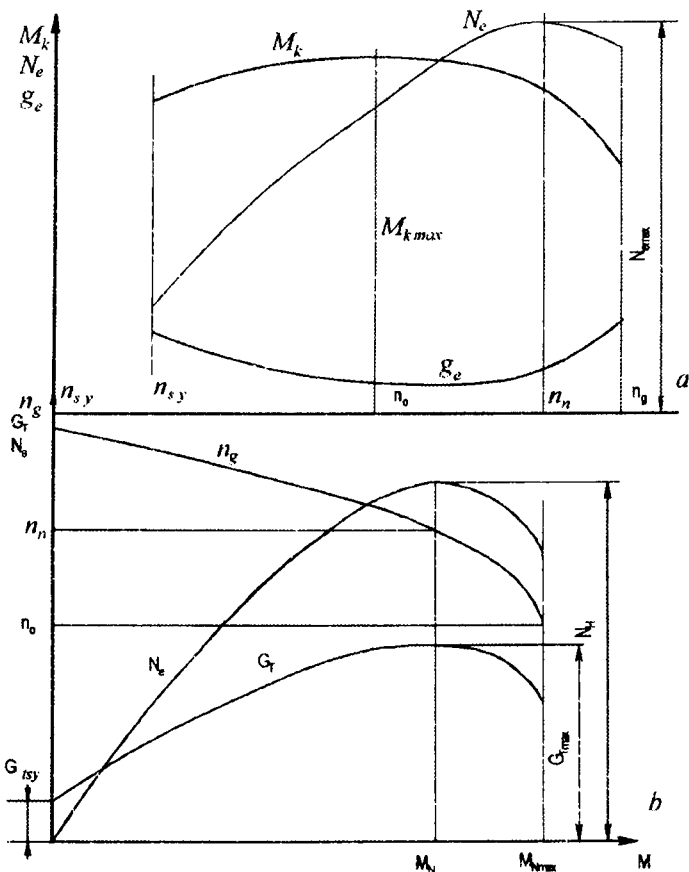 M_k
N_e
g_e
M_k
N_e
M_k max
N_emax
g_e
n_g
n_s y
n_s y
n_o
n_n
n_g
a
G_T
N_e
n_g
n_n
n_o
N_e
G_T
N_H
G_Tmax
G_tsy
b
M_N
M_Nmax
M